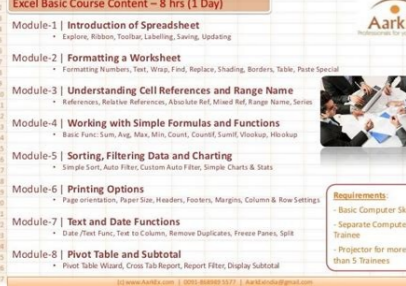 Excel Basic Course Content – 8 hrs (1 Day)
Aark
Professionals for
Module-1 | Introduction of Spreadsheet
• Explore, Ribbon, Toolbar, Labelling, Saving, Updating
Module-2 | Formatting a Worksheet
• Formatting Numbers, Text, Wrap, Find, Replace, Shading, Borders, Table, Paste Special
Module-3 | Understanding Cell References and Range Name
• References, Relative References, Absolute Ref, Mixed Ref, Range Name, Series
Module-4 | Working with Simple Formulas and Functions
• Basic Func: Sum, Avg, Max, Min, Count, Countif, Sumif, Vlookup, Hlookup
Module-5 | Sorting, Filtering Data and Charting
• Simple Sort, Auto Filter, Custom Auto Filter, Simple Charts & Stats
Module-6 | Printing Options
• Page orientation, Paper Size, Headers, Footers, Margins, Column & Row Settings
Module-7 | Text and Date Functions
• Date /Text Func, Text to Column, Remove Duplicates, Freeze Panes, Split
Module-8 | Pivot Table and Subtotal
• Pivot Table Wizard, Cross Tab Report, Report Filter, Display Subtotal
Requirements:
- Basic Computer Sk
- Separate Compute
Trainee
- Projector for more
than 5 Trainees